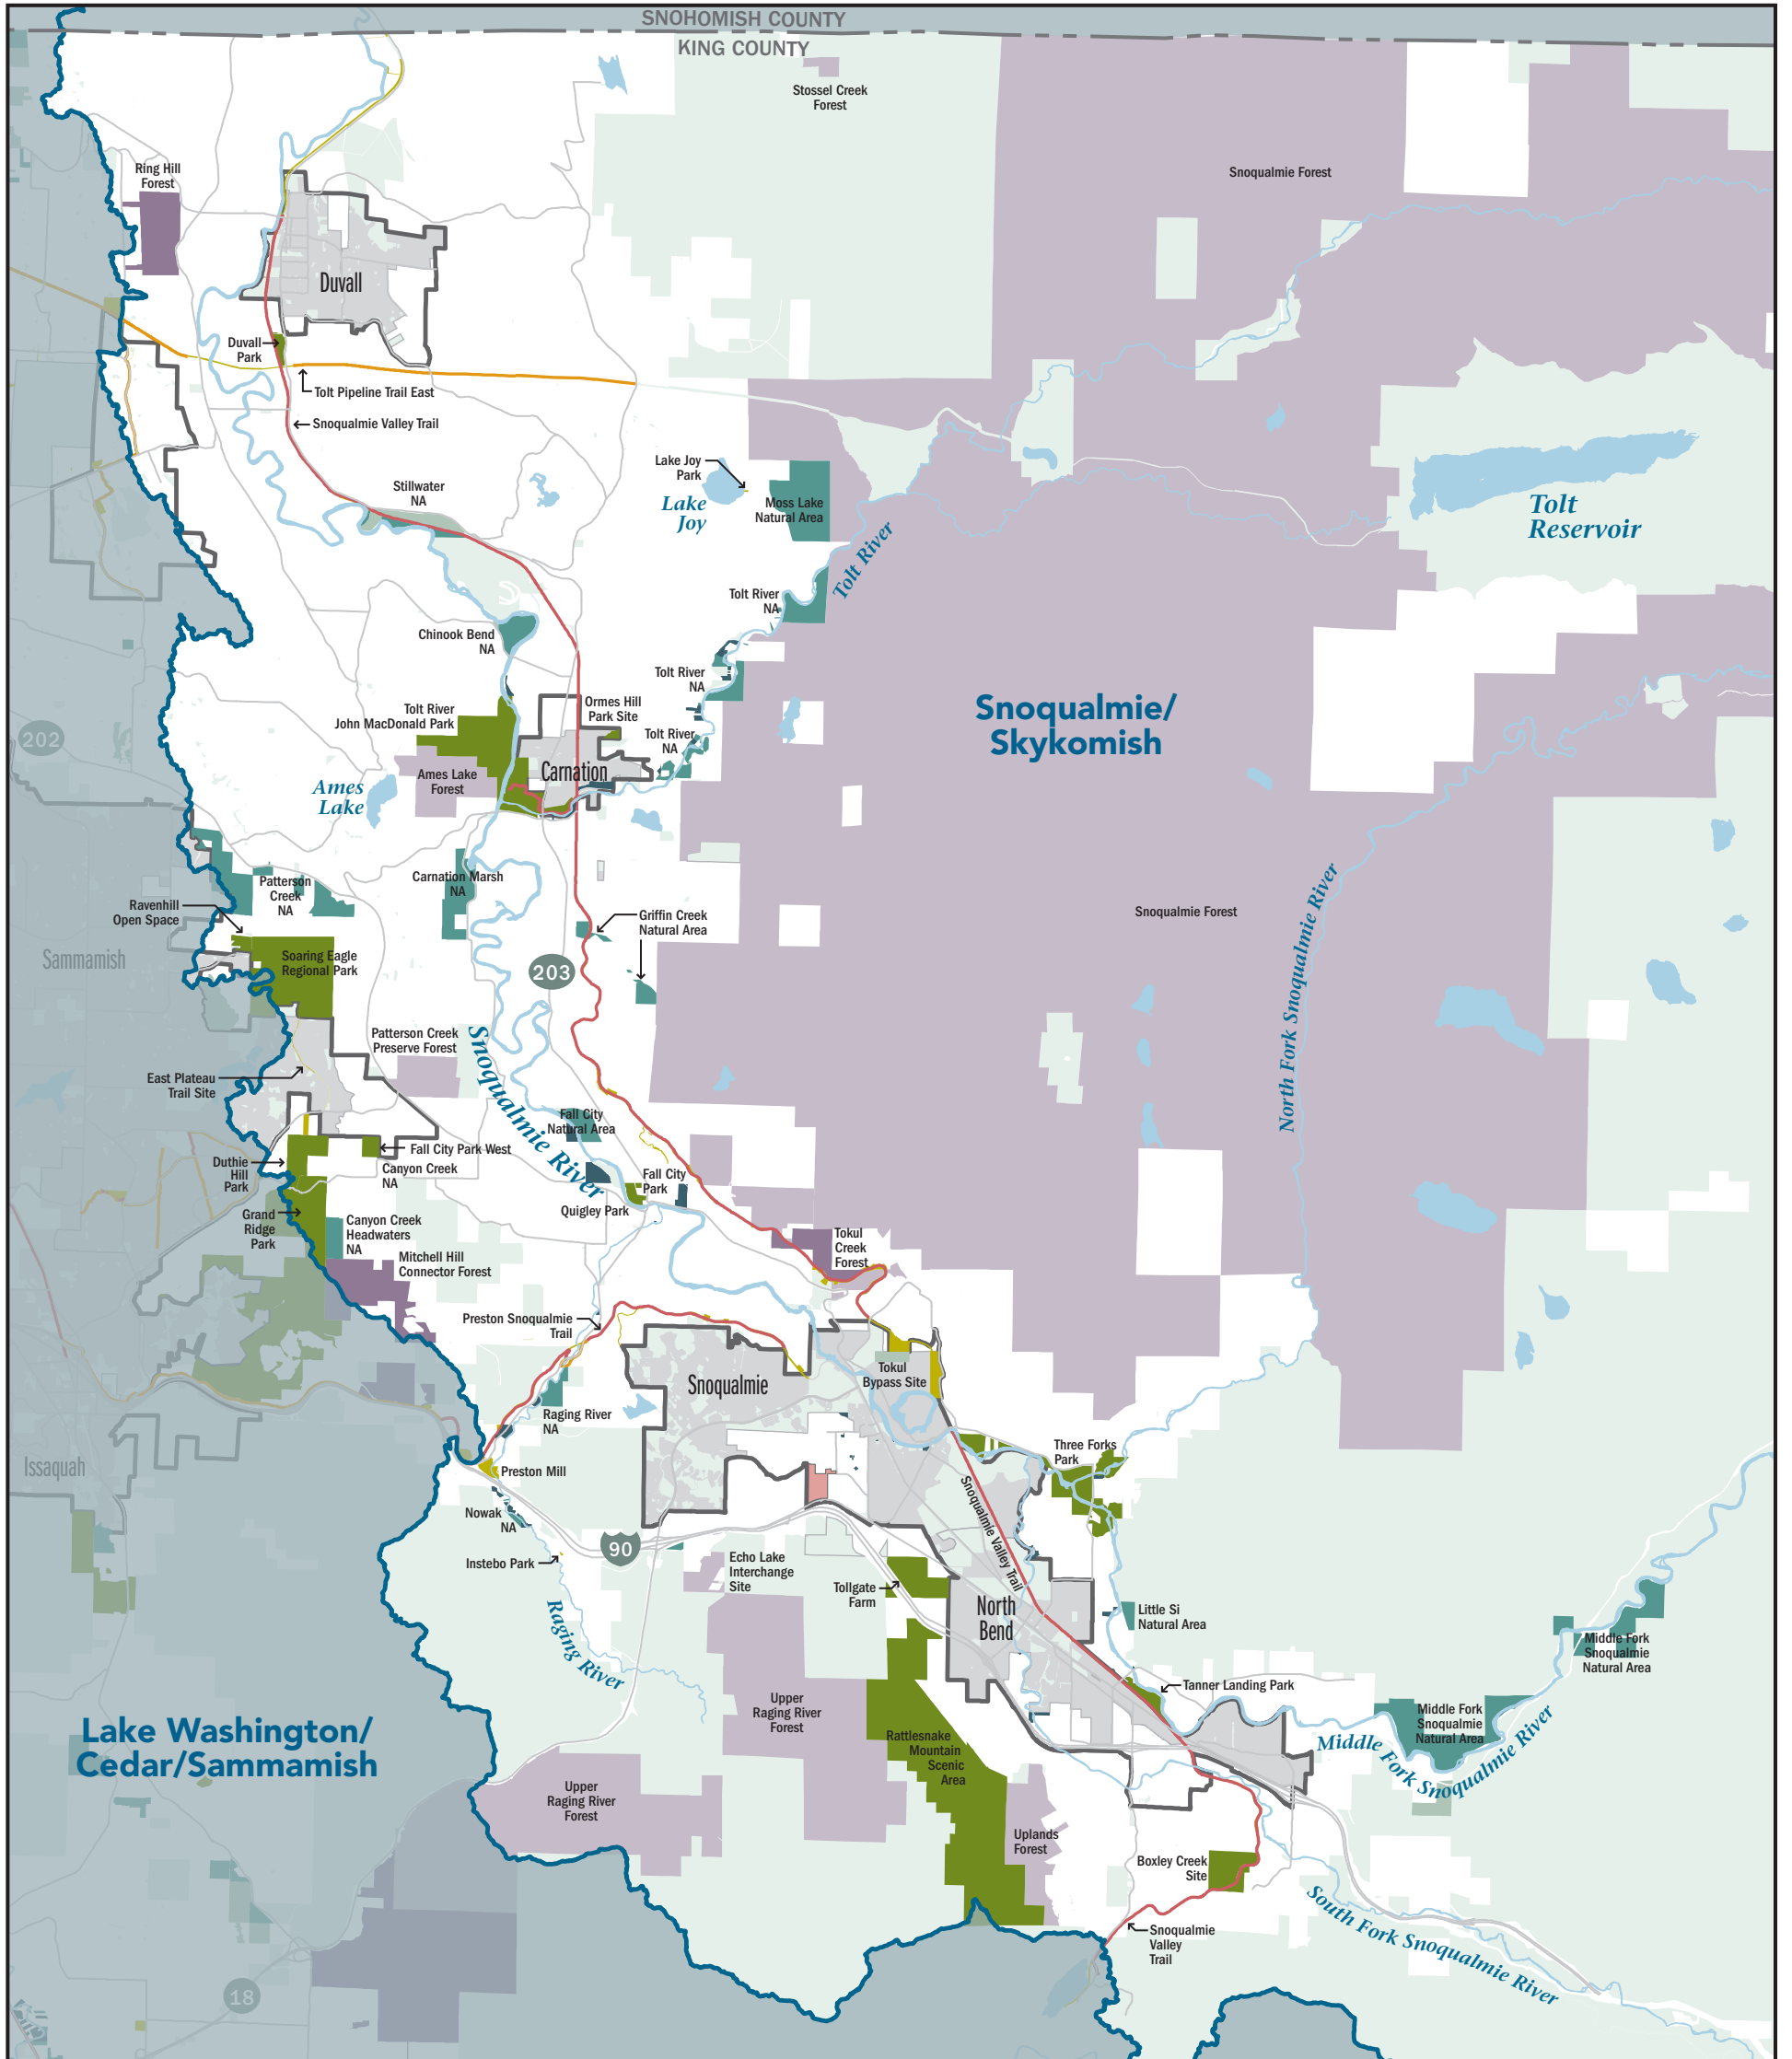 SNOHOMISH COUNTY
KING COUNTY
Stossel Creek
Forest
Snoqualmie Forest
Ring Hill
Forest
Duvall
Duvall
Park
Tolt Pipeline Trail East
Snoqualmie Valley Trail
Stillwater
NA
Lake Joy
Park
Lake
Joy
Moss Lake
Natural Area
Tolt
Reservoir
Tolt River
Tolt River
NA
Chinook Bend
NA
Tolt River
NA
Tolt River
John MacDonald Park
Ormes Hill
Park Site
Tolt River
NA
Snoqualmie/
Skykomish
202
Ames Lake
Forest
Carnation
Ames
Lake
Patterson
Creek
NA
Carnation Marsh
NA
Ravenhill
Open Space
Griffin Creek
Natural Area
Snoqualmie Forest
North Fork Snoqualmie River
Sammamish
Soaring Eagle
Regional Park
203
Patterson Creek
Preserve Forest
Snoqualmie River
East Plateau
Trail Site
Fall City
Natural Area
Fall City Park West
Duthie
Hill
Park
Canyon Creek
NA
Fall City
Park
Quigley Park
Grand
Ridge
Park
Canyon Creek
Headwaters
NA
Tokul
Creek
Forest
Mitchell Hill
Connector Forest
Preston Snoqualmie
Trail
Snoqualmie
Tokul
Bypass Site
Raging River
NA
Three Forks
Park
Issaquah
Preston Mill
Snoqualmie Valley Trail
Nowak
NA
90
Instebo Park
Echo Lake
Interchange
Site
Tollgate
Farm
North
Bend
Little Si
Natural Area
Raging River
Middle Fork
Snoqualmie
Natural Area
Tanner Landing Park
Upper
Raging River
Forest
Middle Fork
Snoqualmie
Natural Area
Lake Washington/
Cedar/Sammamish
Rattlesnake
Mountain
Scenic
Area
Middle Fork Snoqualmie River
Upper
Raging River
Forest
Uplands
Forest
Boxley Creek
Site
South Fork Snoqualmie River
Snoqualmie
Valley
Trail
18